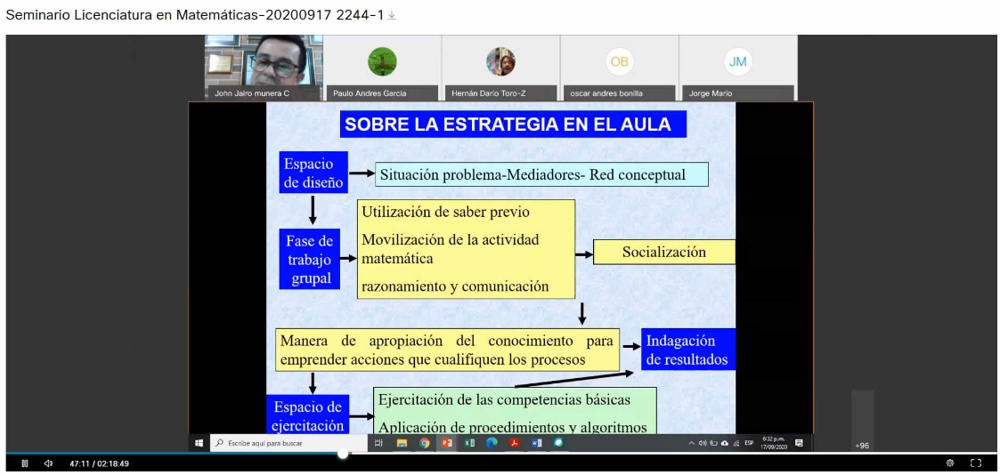 Seminario Licenciatura en Matemáticas-20200917 2244-1
John Jairo munera C
Paulo Andres Garcia
Hernán Darío Toro-Z
OB
oscar andres bonilla
JM
Jorge Mario
SOBRE LA ESTRATEGIA EN EL AULA
Espacio
de diseño
Situación problema-Mediadores- Red conceptual
Utilización de saber previo
Movilización de la actividad
matemática
razonamiento y comunicación
Fase de
trabajo
grupal
Socialización
Manera de apropiación del conocimiento para
emprender acciones que cualifiquen los procesos
Indagación
de resultados
Espacio de
ejercitación
Ejercitación de las competencias básicas
Aplicación de procedimientos y algoritmos
Escribe aquí para buscar
ESP
6:32 p.m.
17/09/2020
+96
47:11 / 02:18:49